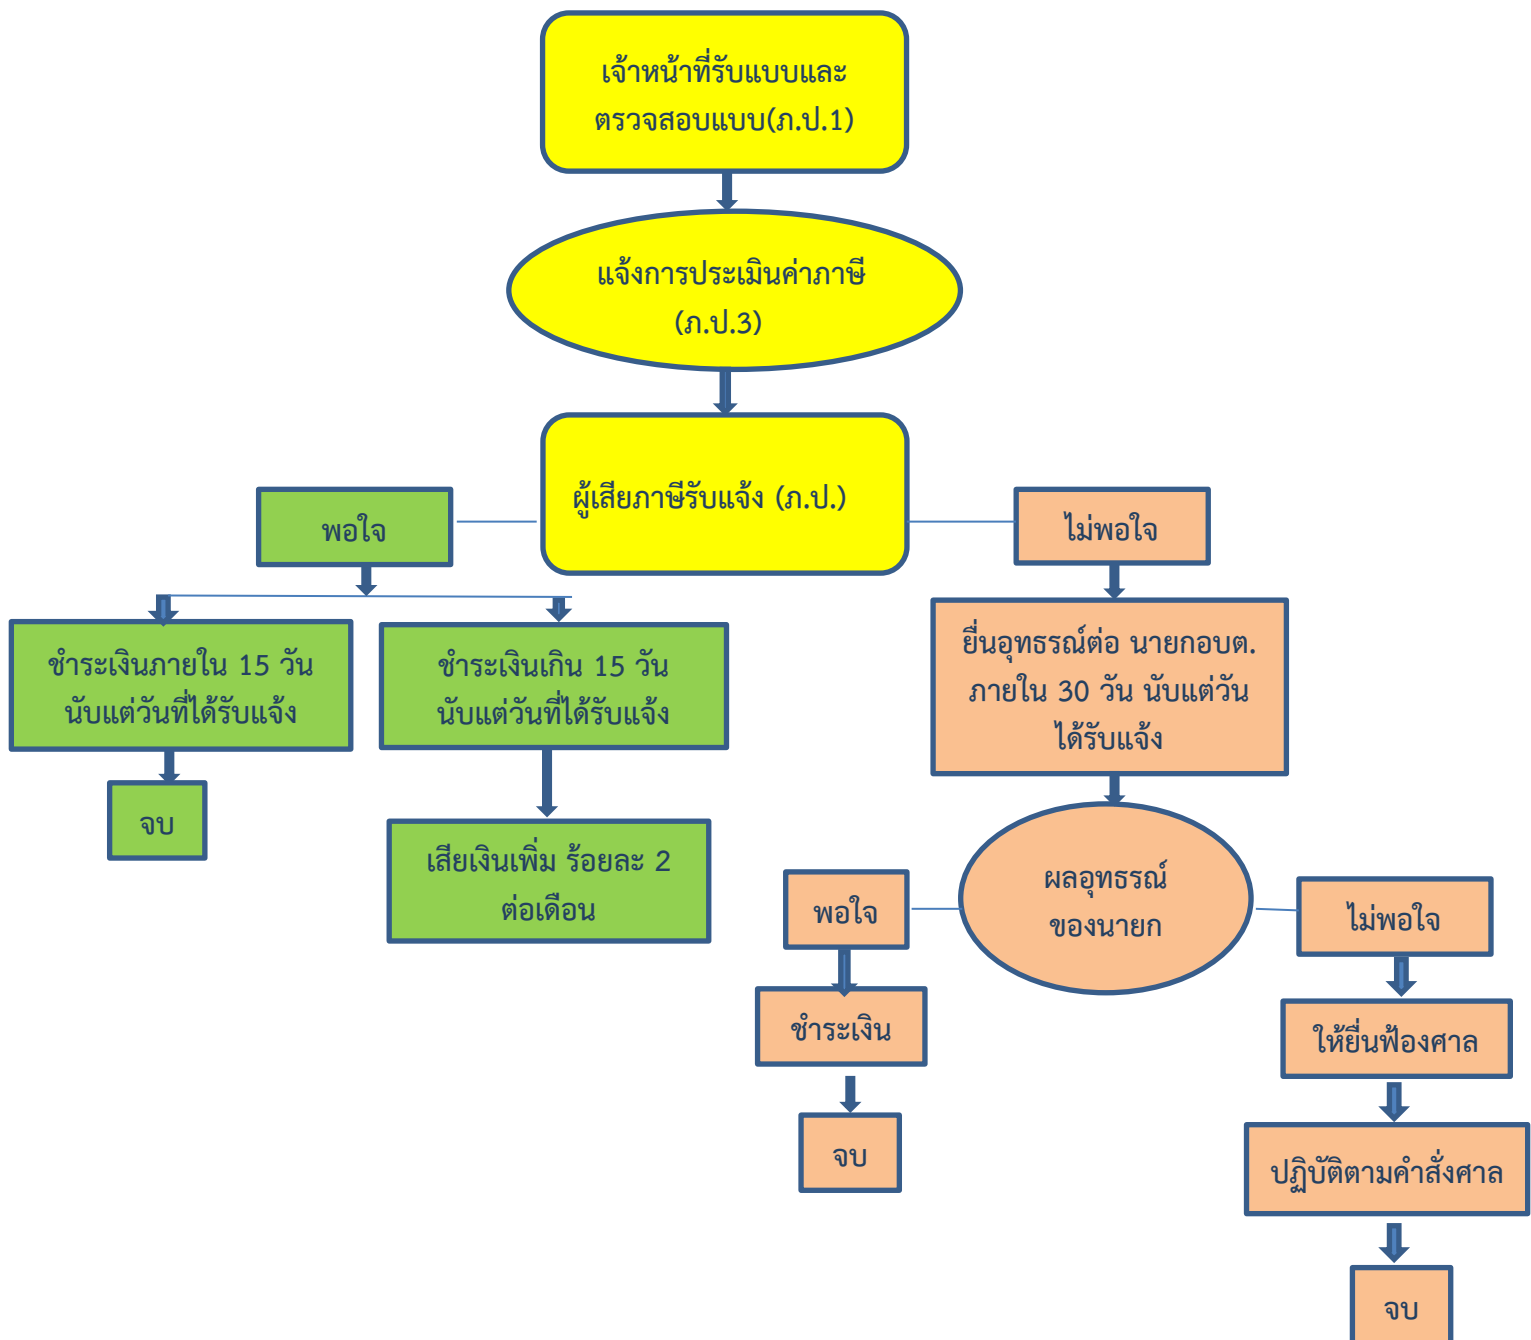 เจ้าหน้าที่รับแบบและ
ตรวจสอบแบบ(ภ.ป.1)
แจ้งการประเมินค่าภาษี
(ภ.ป.3)
ผู้เสียภาษีรับแจ้ง (ภ.ป.)
พอใจ
ไม่พอใจ
ชำระเงินภายใน 15 วัน
นับแต่วันที่ได้รับแจ้ง
ชำระเงินเกิน 15 วัน
นับแต่วันที่ได้รับแจ้ง
ยื่นอุทธรณ์ต่อ นายกอบต.
ภายใน 30 วัน นับแต่วัน
ได้รับแจ้ง
จบ
เสียเงินเพิ่ม ร้อยละ 2
ต่อเดือน
ผลอุทธรณ์
ของนายก
พอใจ
ไม่พอใจ
ชำระเงิน
ให้ยื่นฟ้องศาล
จบ
ปฏิบัติตามคำสั่งศาล
จบ